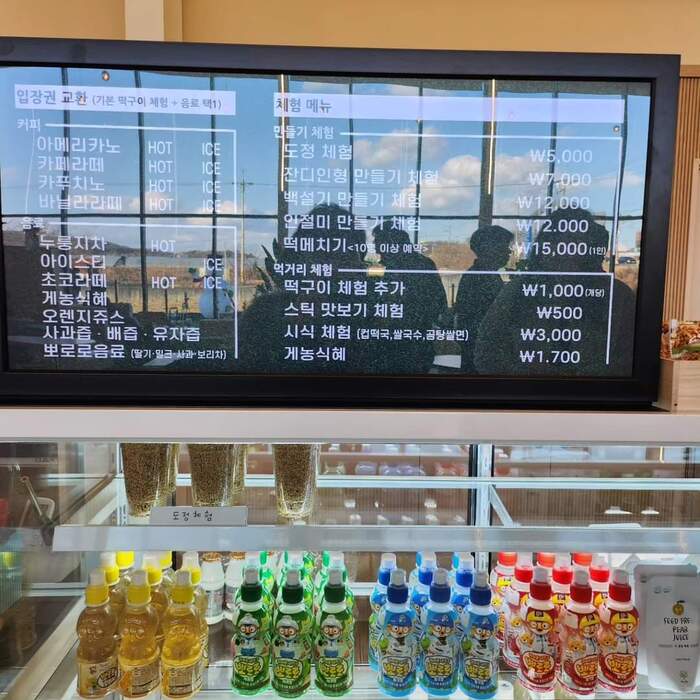 입장권 교환 (기본 떡구이 체험 + 음료 택1)
커피
아메리카노 HOT ICE
카페라떼 HOT ICE
카푸치노 HOT ICE
바닐라라떼 HOT ICE
음료
누룽지차 HOT
아이스티 ICE
초코라떼 HOT ICE
게농식혜
오렌지쥬스
사과즙 · 배즙 · 유자즙
뽀로로음료 (딸기·밀크·사과·보리차)
체험 메뉴
만들기 체험
도정 체험 ₩5,000
잔디인형 만들기 체험 ₩7,000
백설기 만들기 체험 ₩12,000
인절미 만들기 체험 ₩12,000
떡메치기<10명 이상 예약> ₩15,000(1인)
먹거리 체험
떡구이 체험 추가 ₩1,000(개당)
스틱 맛보기 체험 ₩500
시식 체험 (컵떡국,쌀국수,곰탕쌀면) ₩3,000
게농식혜 ₩1.700
도정체험
SEED FREE
PEAR
JUICE